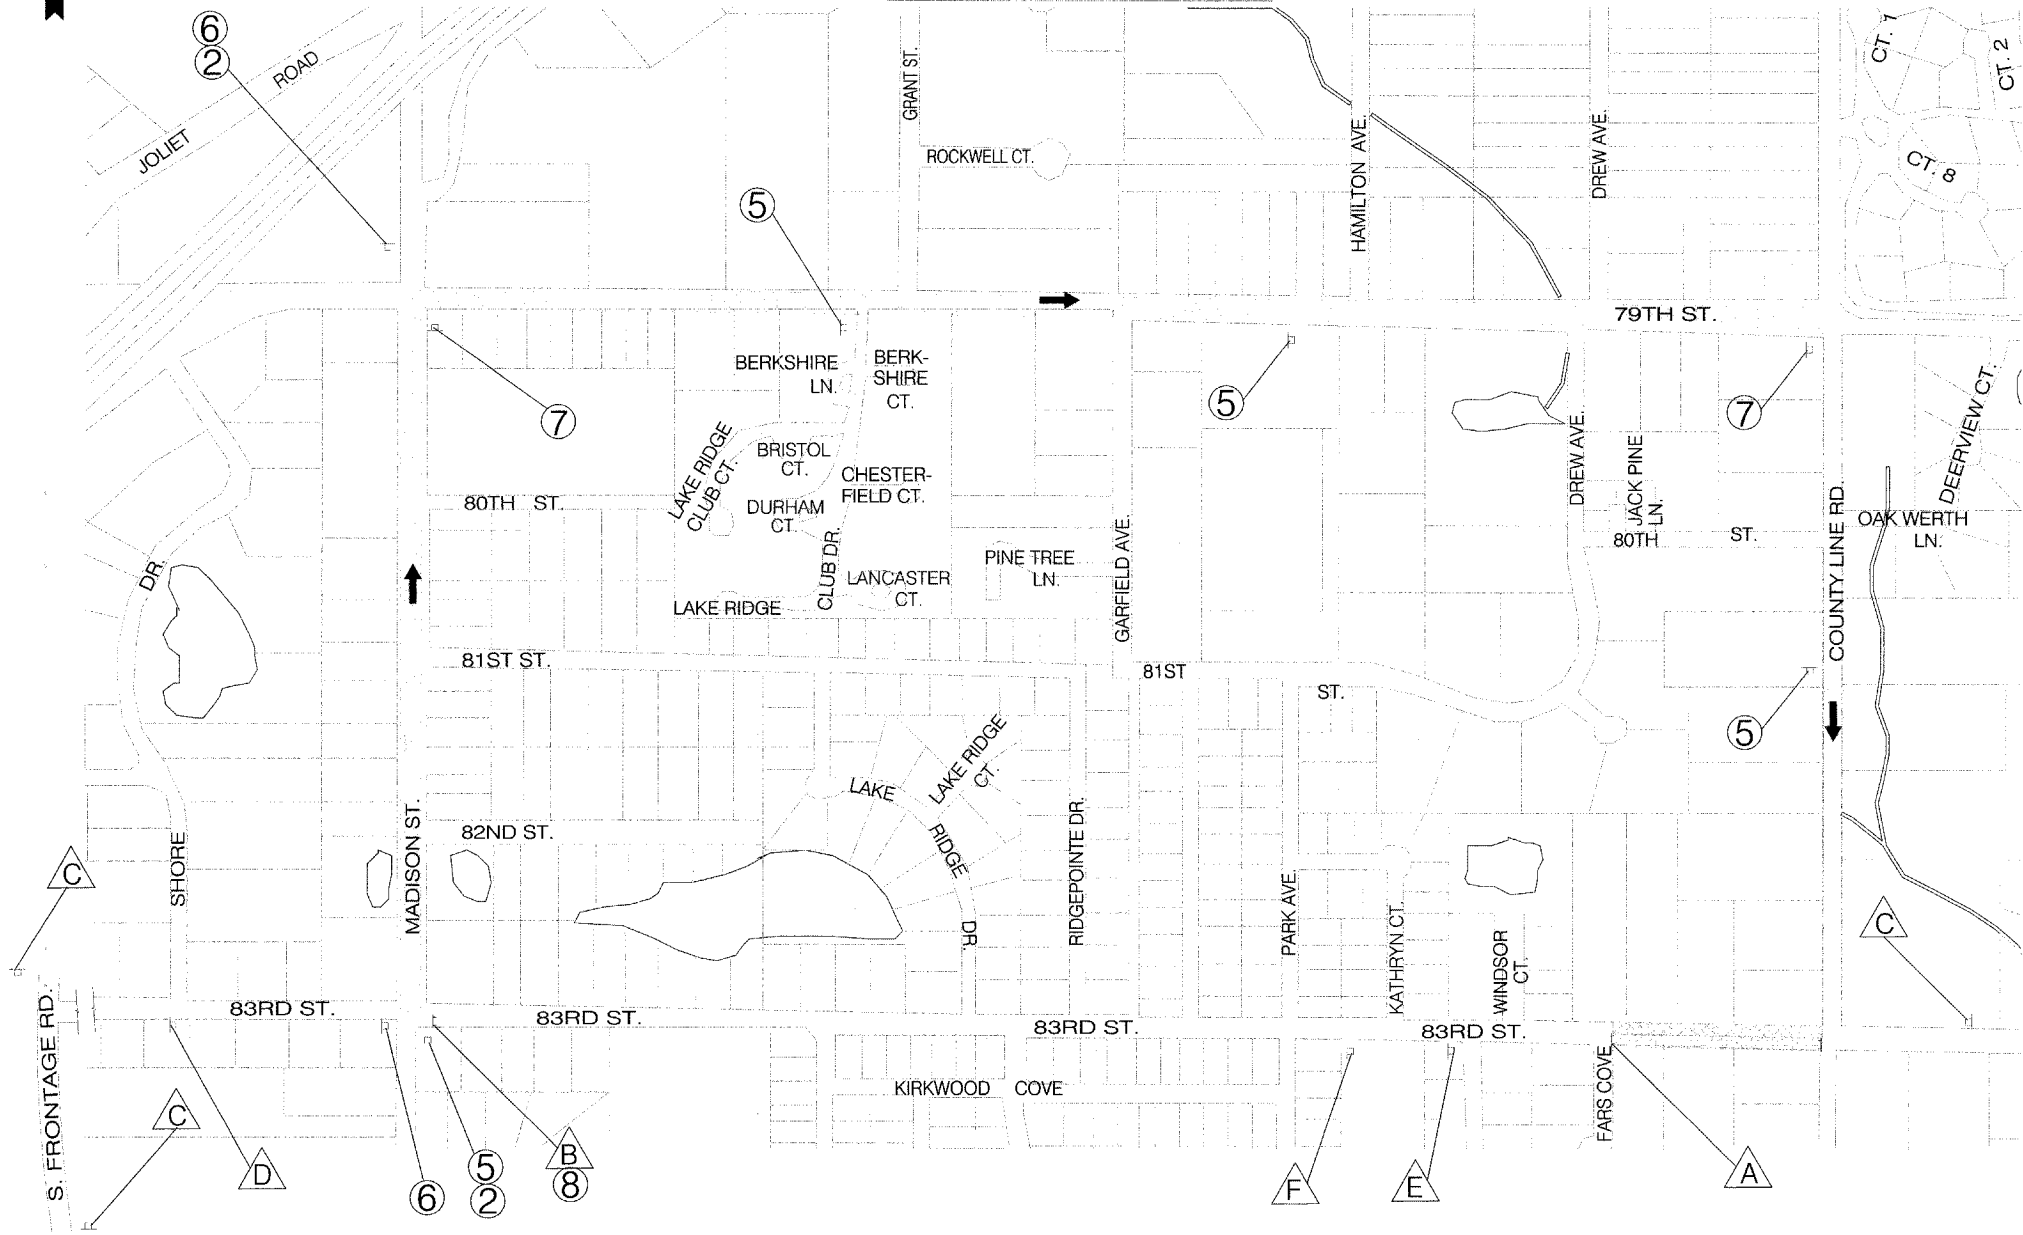 6
2
JOLIET
ROAD
GRANT ST.
ROCKWELL CT.
HAMILTON AVE.
DREW AVE.
CT. 1
CT. 2
CT. 8
5
79TH ST.
BERKSHIRE
LN.
BERK-
SHIRE
CT.
7
5
7
LAKE RIDGE
CLUB CT.
BRISTOL
CT.
CHESTER-
FIELD CT.
DURHAM
CT.
80TH ST.
DREW AVE.
JACK PINE
LN.
80TH ST.
COUNTY LINE RD.
DEERVIEW CT.
OAK WERTH
LN.
DR.
CLUB DR.
LANCASTER
CT.
PINE TREE
LN.
GARFIELD AVE.
LAKE RIDGE
81ST ST.
81ST
ST.
5
LAKE
RIDGE
DR.
LAKE RIDGE
CT.
RIDGEPOINTE DR.
82ND ST.
MADISON ST.
SHORE
C
PARK AVE.
KATHRYN CT.
WINDSOR
CT.
C
S. FRONTAGE RD.
83RD ST.
83RD ST.
83RD ST.
83RD ST.
KIRKWOOD COVE
FARS COVE
C
D
6
5
2
B
8
F
E
A